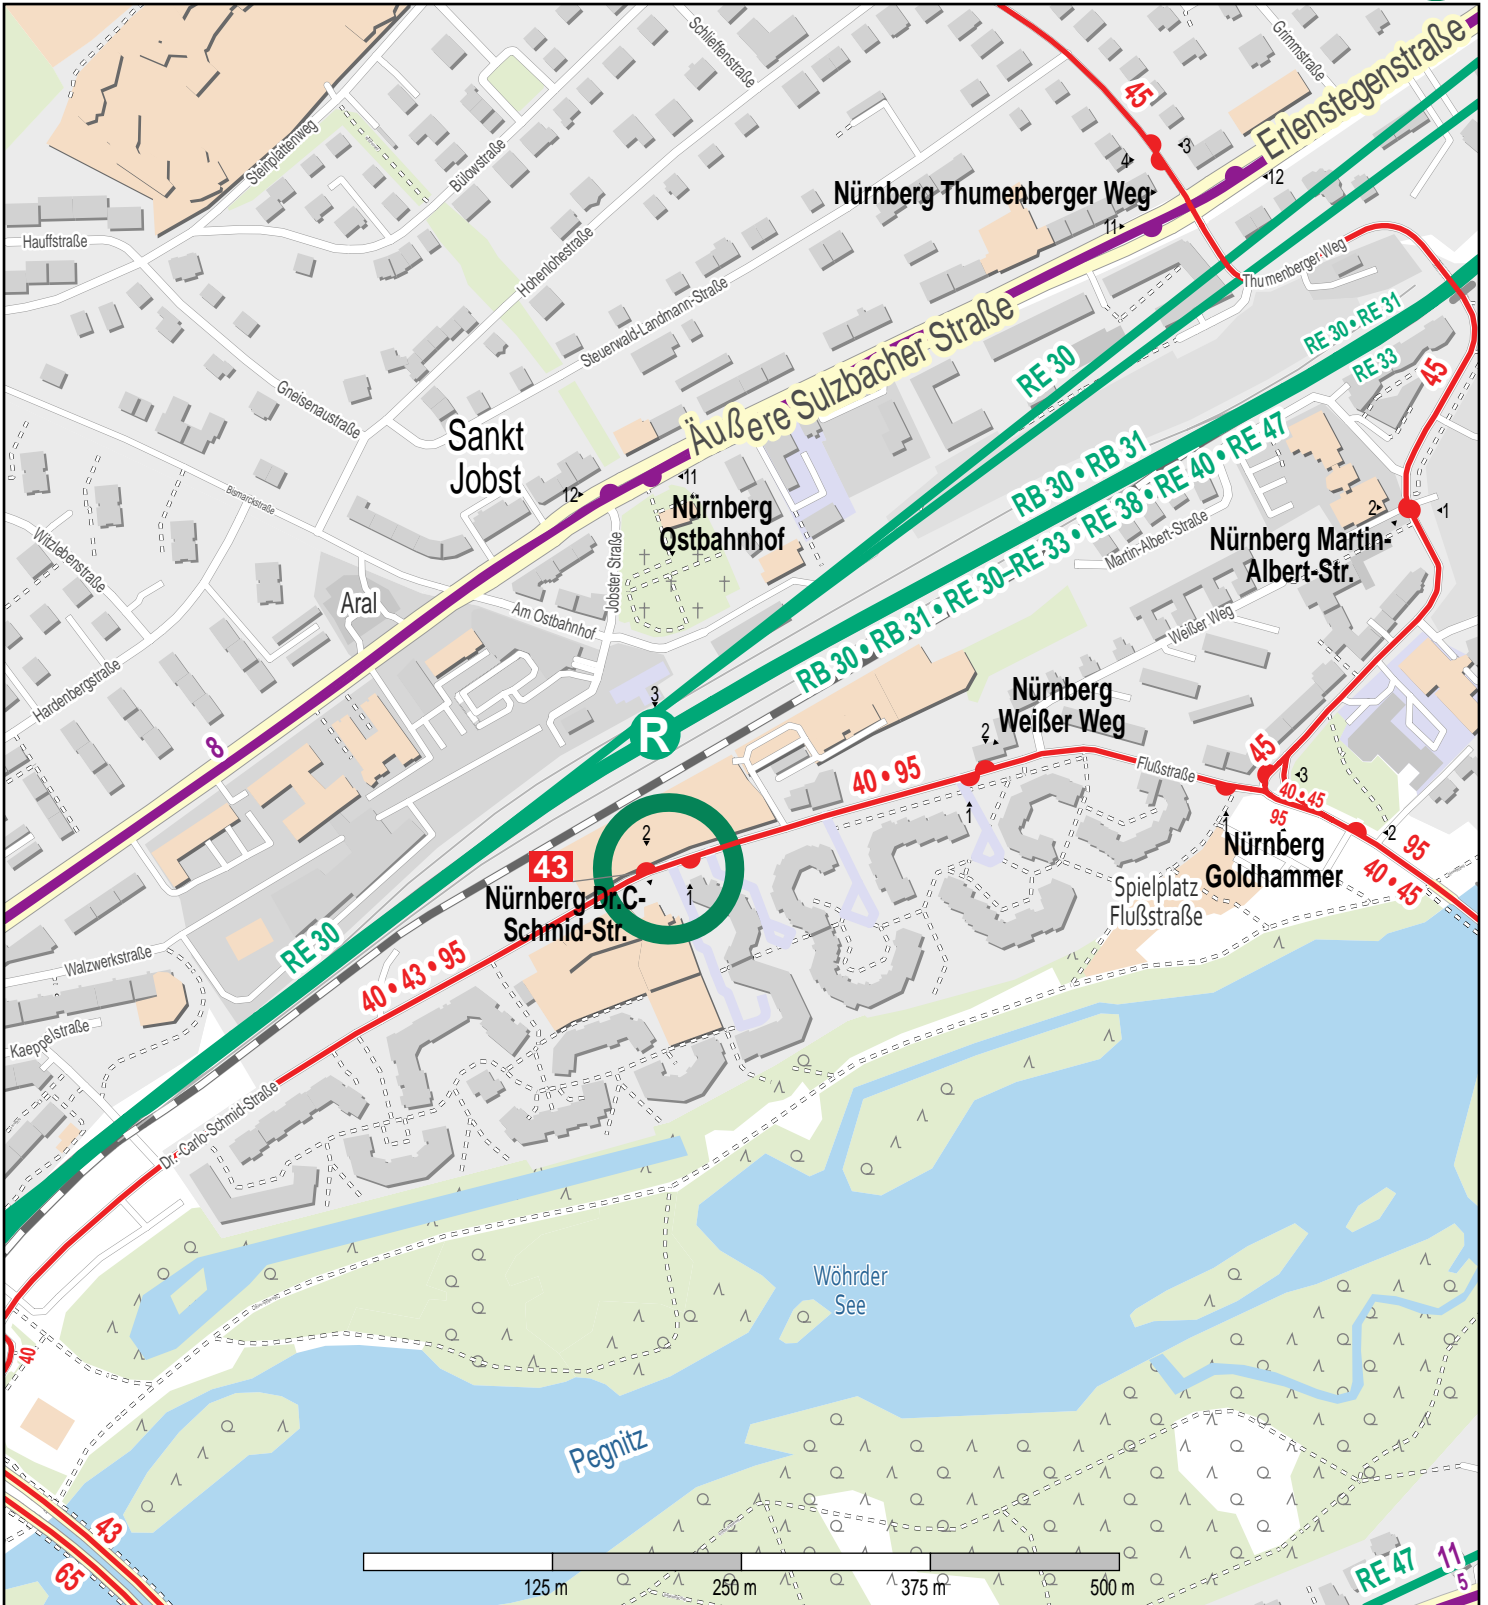 Schlieffenstraße
Grimmstraße
Erlenstegenstraße
45
Steinplattenweg
Bülowstraße
3
4
12
Nürnberg Thumenberger Weg
11
Hauffstraße
Hohenlohestraße
Thumenberger Weg
Steuerwald-Landmann-Straße
Äußere Sulzbacher Straße
RE 30 • RE 31
RE 33
RE 30
45
Gneisenaustraße
Sankt
Jobst
RB 30 • RB 31
RB 30 • RB 31 • RE 30–RE 33 • RE 38 • RE 40 • RE 47
12
11
Nürnberg
Ostbahnhof
Bismarckstraße
2
1
Nürnberg Martin-
Albert-Str.
Martin-Albert-Straße
Witzlebenstraße
Jobster Straße
Aral
Am Ostbahnhof
Weißer Weg
Hardenbergstraße
3
R
8
Nürnberg
Weißer Weg
2
40 • 95
Flußstraße
45
3
40 • 45
95
1
1
2
95
40 • 45
Nürnberg
Goldhammer
2
43
1
Nürnberg Dr.C-
Schmid-Str.
Spielplatz
Flußstraße
RE 30
40 • 43 • 95
Walzwerkstraße
Kaeppelstraße
Dr.-Carlo-Schmid-Straße
Wöhrder
See
40
Pegnitz
43
65
125 m
250 m
375 m
500 m
RE 47
11
5